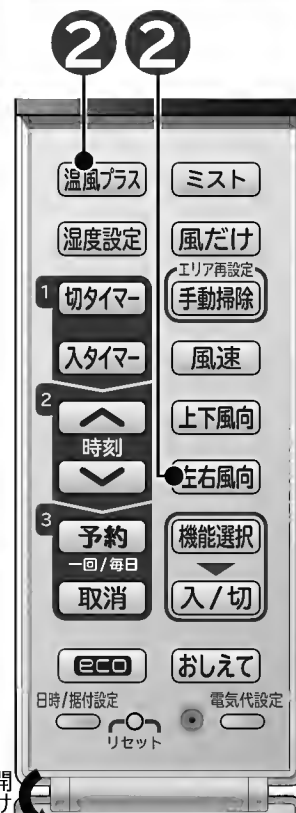 2 2
温風プラス ミスト
湿度設定 風だけ
エリア再設定
1 切タイマー 手動掃除
入タイマー 風速
2 上下風向
時刻
左右風向
3 予約 機能選択
一回/毎日
取消 入/切
eco おしえて
日時/据付設定 電気代設定
リセット
開
け